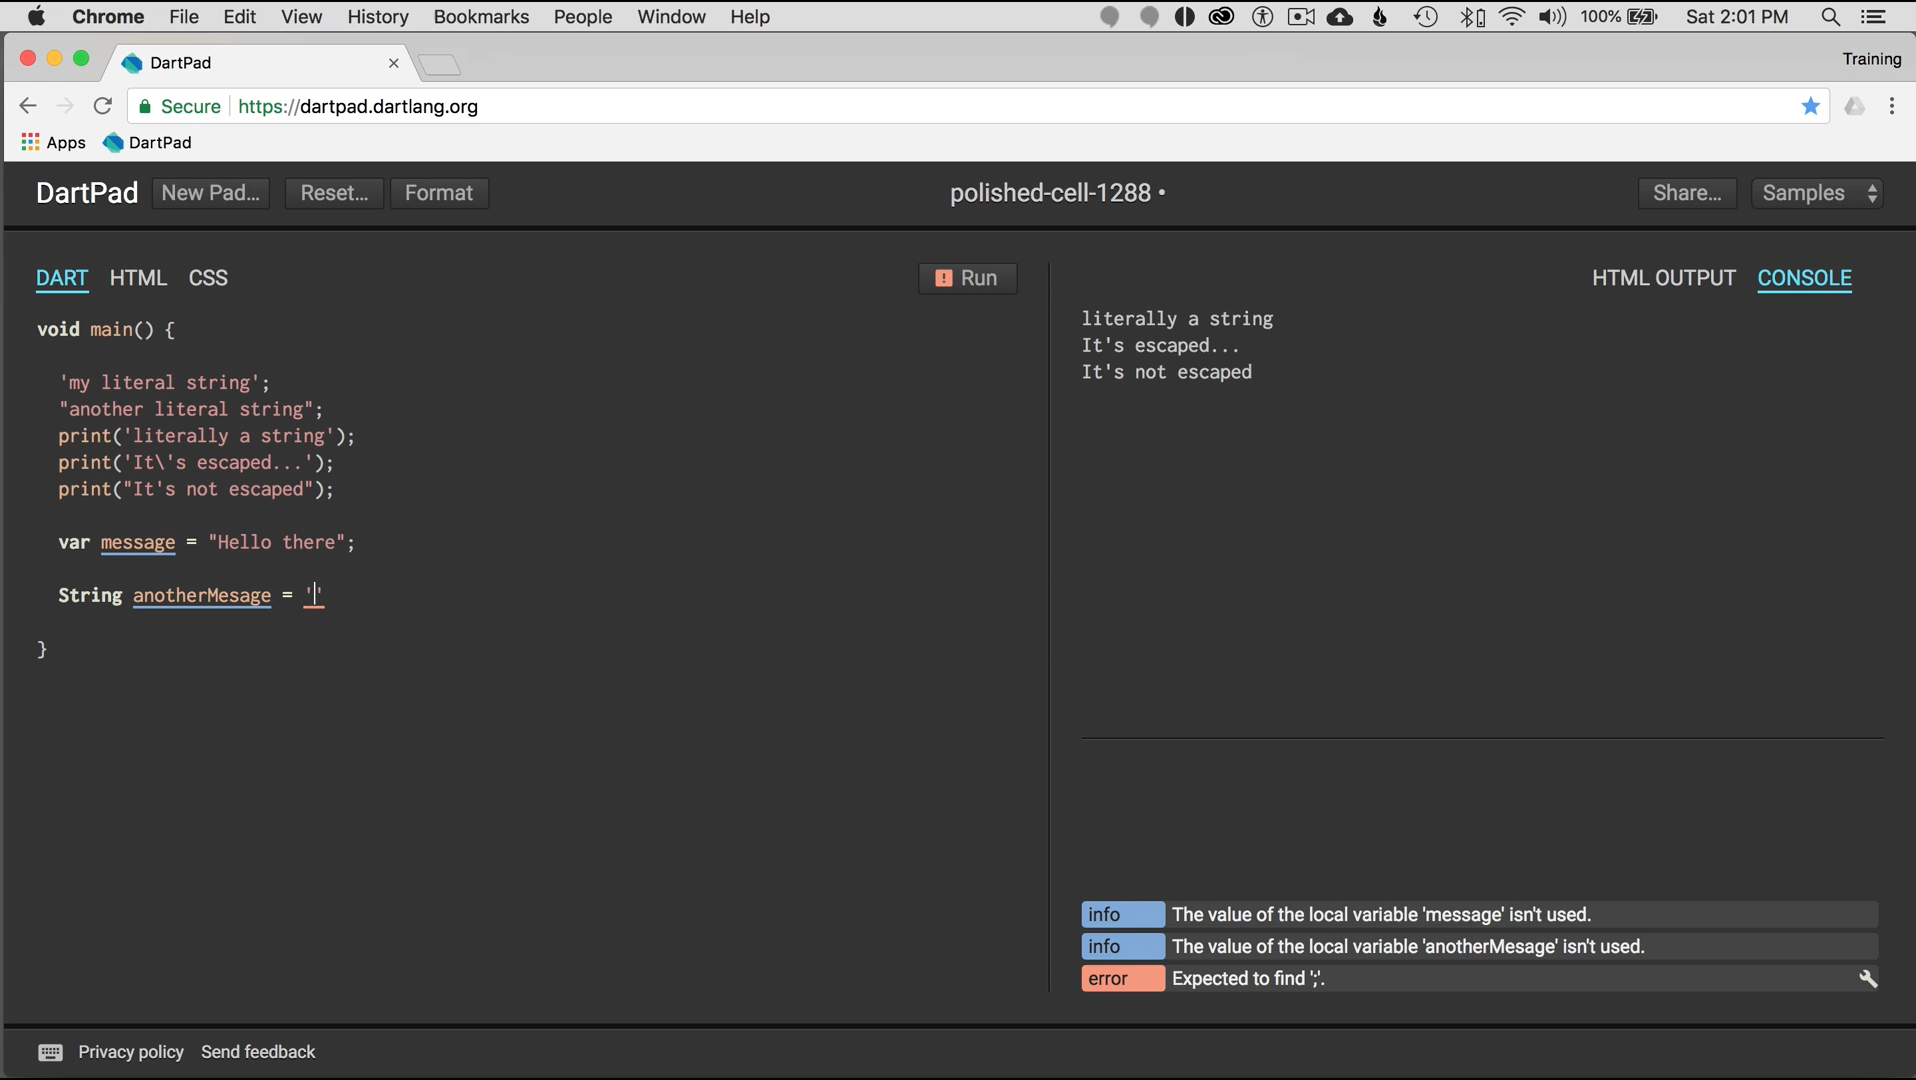 Chrome File Edit View History Bookmarks People Window Help 100% Sat 2:01 PM
DartPad Training
Secure https://dartpad.dartlang.org
Apps DartPad
DartPad New Pad... Reset... Format polished-cell-1288 • Share... Samples
DART HTML CSS ! Run HTML OUTPUT CONSOLE
void main() {
'my literal string';
"another literal string";
print('literally a string');
print('It\'s escaped...');
print("It's not escaped");
var message = "Hello there";
String anotherMesage = ''
}
literally a string
It's escaped...
It's not escaped
info The value of the local variable 'message' isn't used.
info The value of the local variable 'anotherMesage' isn't used.
error Expected to find ';'.
Privacy policy Send feedback